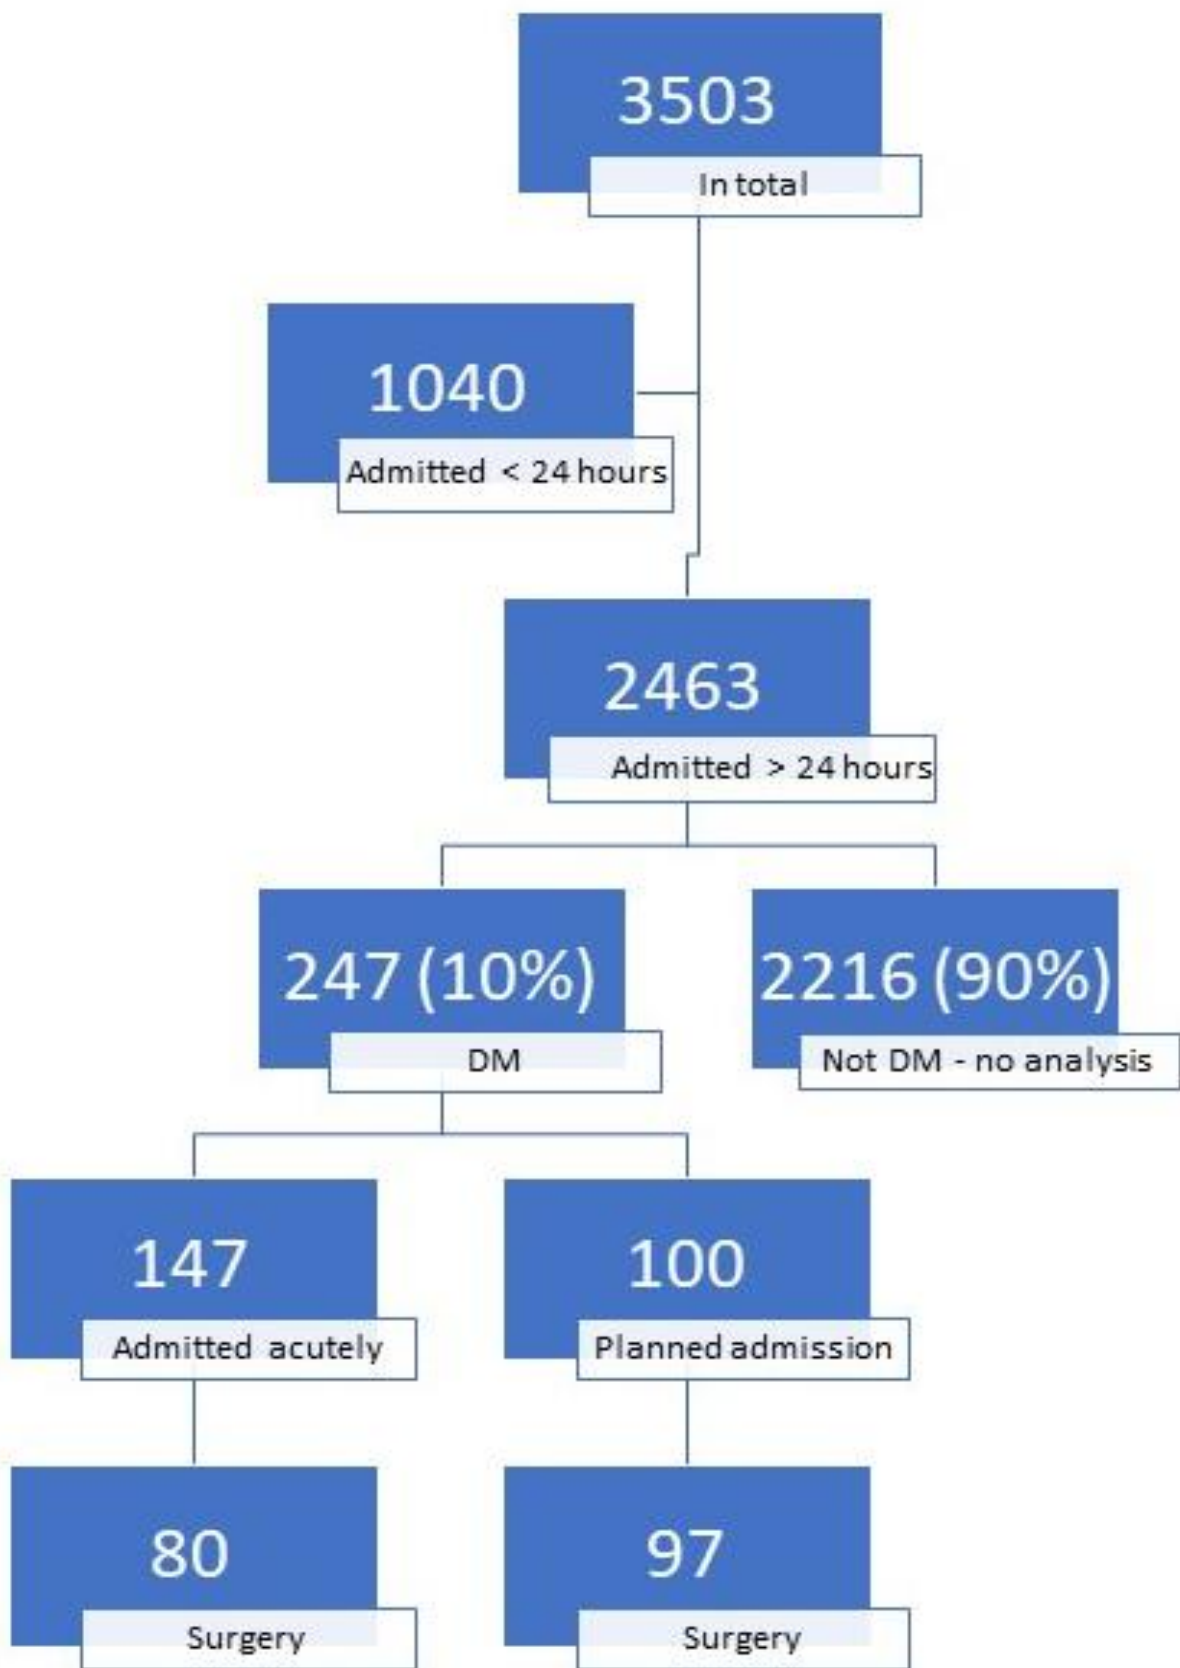 3503
In total
1040
Admitted < 24 hours
2463
Admitted > 24 hours
247 (10%)
DM
2216 (90%)
Not DM - no analysis
147
Admitted acutely
100
Planned admission
80
Surgery
97
Surgery